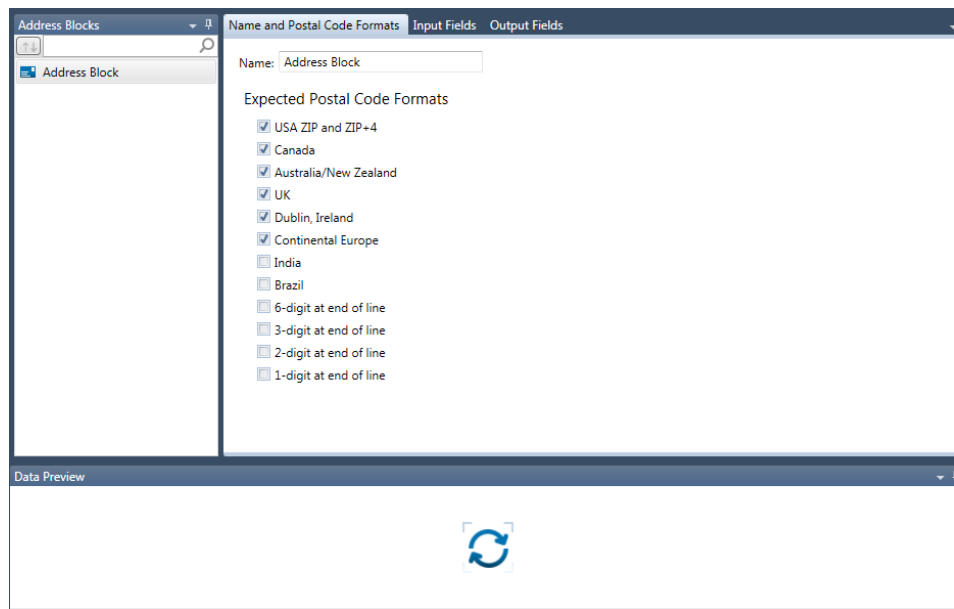 Address Blocks
Name and Postal Code Formats Input Fields Output Fields
Address Block
Name: Address Block
Expected Postal Code Formats
USA ZIP and ZIP+4
Canada
Australia/New Zealand
UK
Dublin, Ireland
Continental Europe
India
Brazil
6-digit at end of line
3-digit at end of line
2-digit at end of line
1-digit at end of line
Data Preview